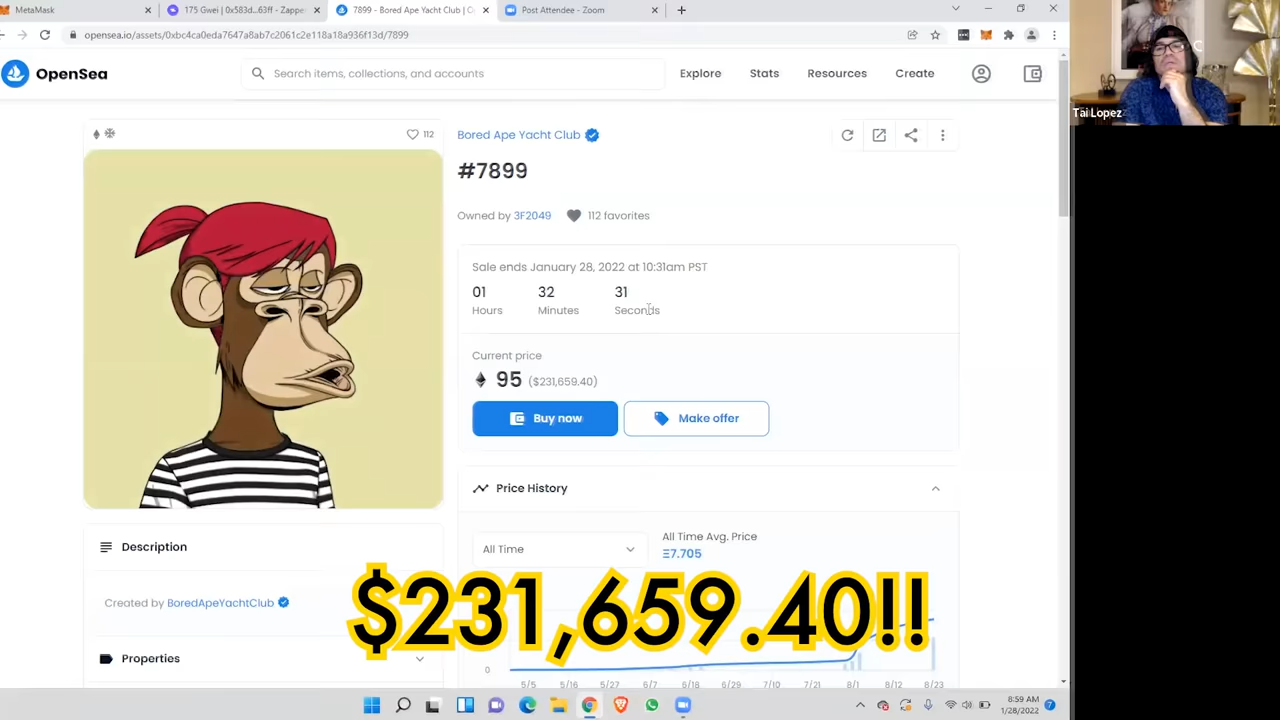 MetaMask
175 Gwei | 0x583d...63ff - Zapper
7899 - Bored Ape Yacht Club | O
Post Attendee - Zoom
opensea.io/assets/0xbc4ca0eda7647a8ab7c2061c2e118a18a936f13d/7899
OpenSea
Search items, collections, and accounts
Explore
Stats
Resources
Create
Tai Lopez
112
Bored Ape Yacht Club
#7899
Owned by 3F2049
112 favorites
Sale ends January 28, 2022 at 10:31am PST
01
32
31
Hours
Minutes
Seconds
Current price
95 ($231,659.40)
Buy now
Make offer
Price History
All Time
All Time Avg. Price
Ξ7.705
Description
Created by BoredApeYachtClub
$231,659.40!!
Properties
0
5/5
5/16
5/27
6/7
6/18
6/29
7/10
7/21
8/1
8/12
8/23
8:59 AM
1/28/2022
7